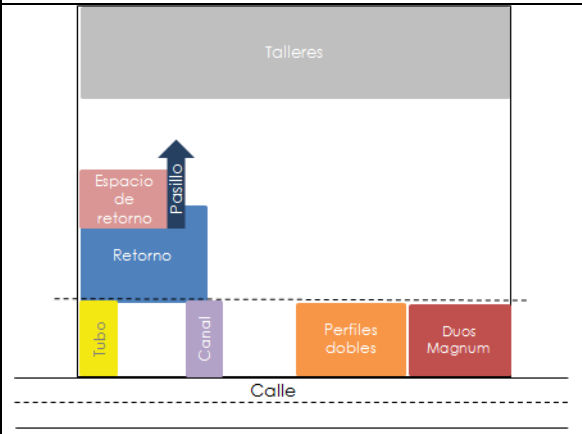 Talleres
Espacio
de
retorno
Pasillo
Retorno
Tubo
Canal
Perfiles
dobles
Duos
Magnum
Calle